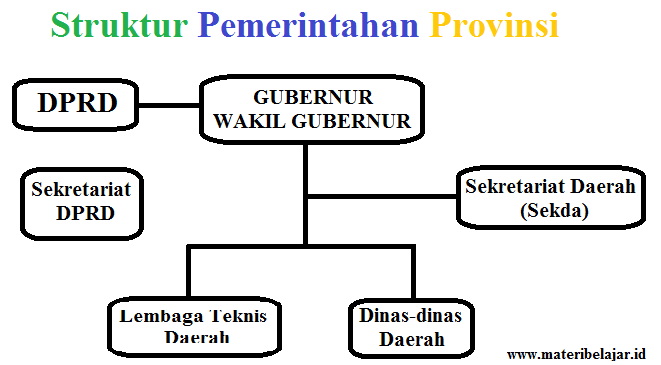 Struktur Pemerintahan Provinsi
DPRD
GUBERNUR
WAKIL GUBERNUR
Sekretariat
DPRD
Sekretariat Daerah
(Sekda)
Lembaga Teknis
Daerah
Dinas-dinas
Daerah
www.materibelajar.id